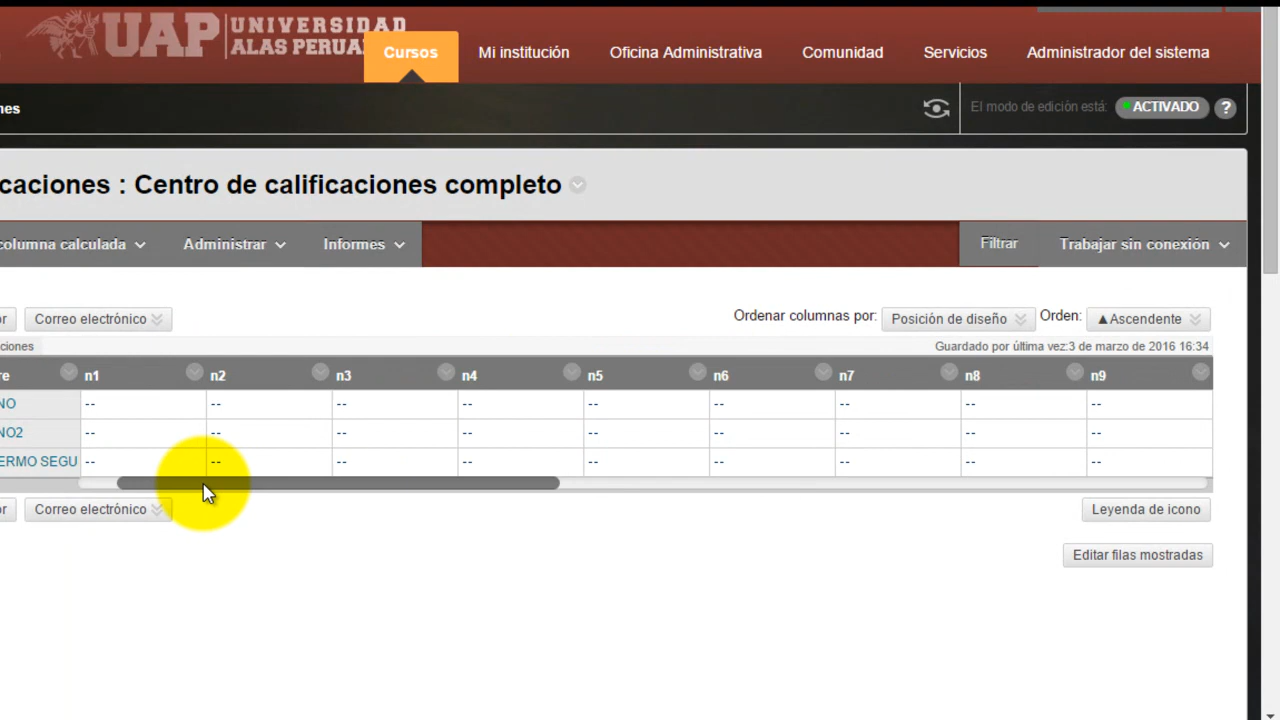 UAP UNIVERSIDAD
ALAS PERUA
Cursos Mi institución Oficina Administrativa Comunidad Servicios Administrador del sistema
nes El modo de edición está: ACTIVADO ?
caciones : Centro de calificaciones completo
columna calculada Administrar Informes Filtrar Trabajar sin conexión
or Correo electrónico Ordenar columnas por: Posición de diseño Orden: ▲Ascendente
ciones Guardado por última vez:3 de marzo de 2016 16:34
re n1 n2 n3 n4 n5 n6 n7 n8 n9
NO -- -- -- -- -- -- -- -- --
NO2 -- -- -- -- -- -- -- -- --
ERMO SEGU -- -- -- -- -- -- -- -- --
or Correo electrónico Leyenda de icono
Editar filas mostradas